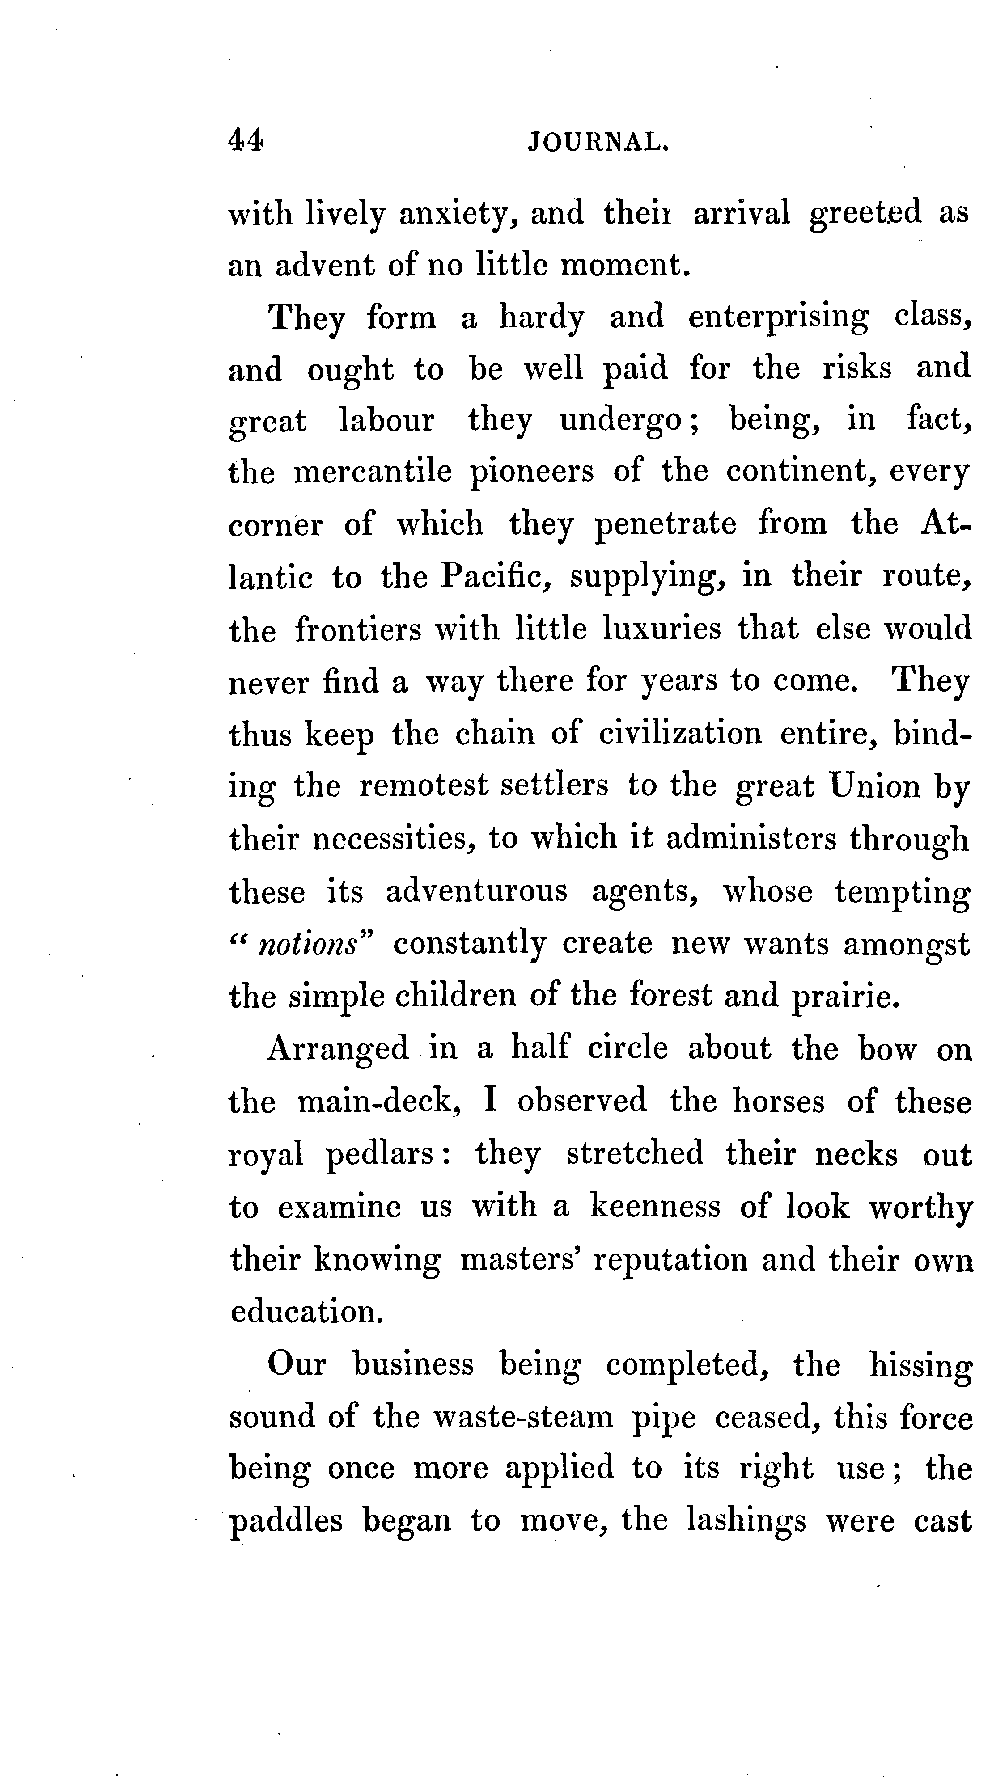 44 JOURNAL.
with lively anxiety, and their arrival greeted as
an advent of no little moment.
They form a hardy and enterprising class,
and ought to be well paid for the risks and
great labour they undergo; being, in fact,
the mercantile pioneers of the continent, every
corner of which they penetrate from the At-
lantic to the Pacific, supplying, in their route,
the frontiers with little luxuries that else would
never find a way there for years to come. They
thus keep the chain of civilization entire, bind-
ing the remotest settlers to the great Union by
their necessities, to which it administers through
these its adventurous agents, whose tempting
“notions” constantly create new wants amongst
the simple children of the forest and prairie.
Arranged in a half circle about the bow on
the main-deck, I observed the horses of these
royal pedlars: they stretched their necks out
to examine us with a keenness of look worthy
their knowing masters’ reputation and their own
education.
Our business being completed, the hissing
sound of the waste-steam pipe ceased, this force
being once more applied to its right use; the
paddles began to move, the lashings were cast